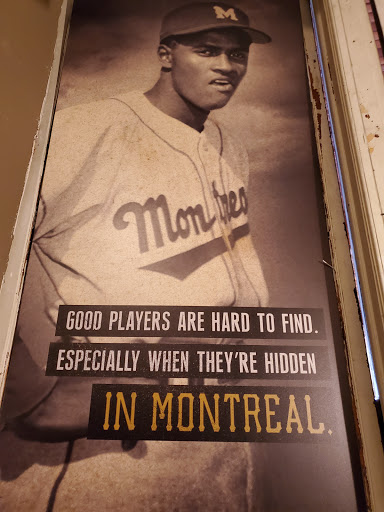 M
Montreal
GOOD PLAYERS ARE HARD TO FIND.
ESPECIALLY WHEN THEY'RE HIDDEN
IN MONTREAL.